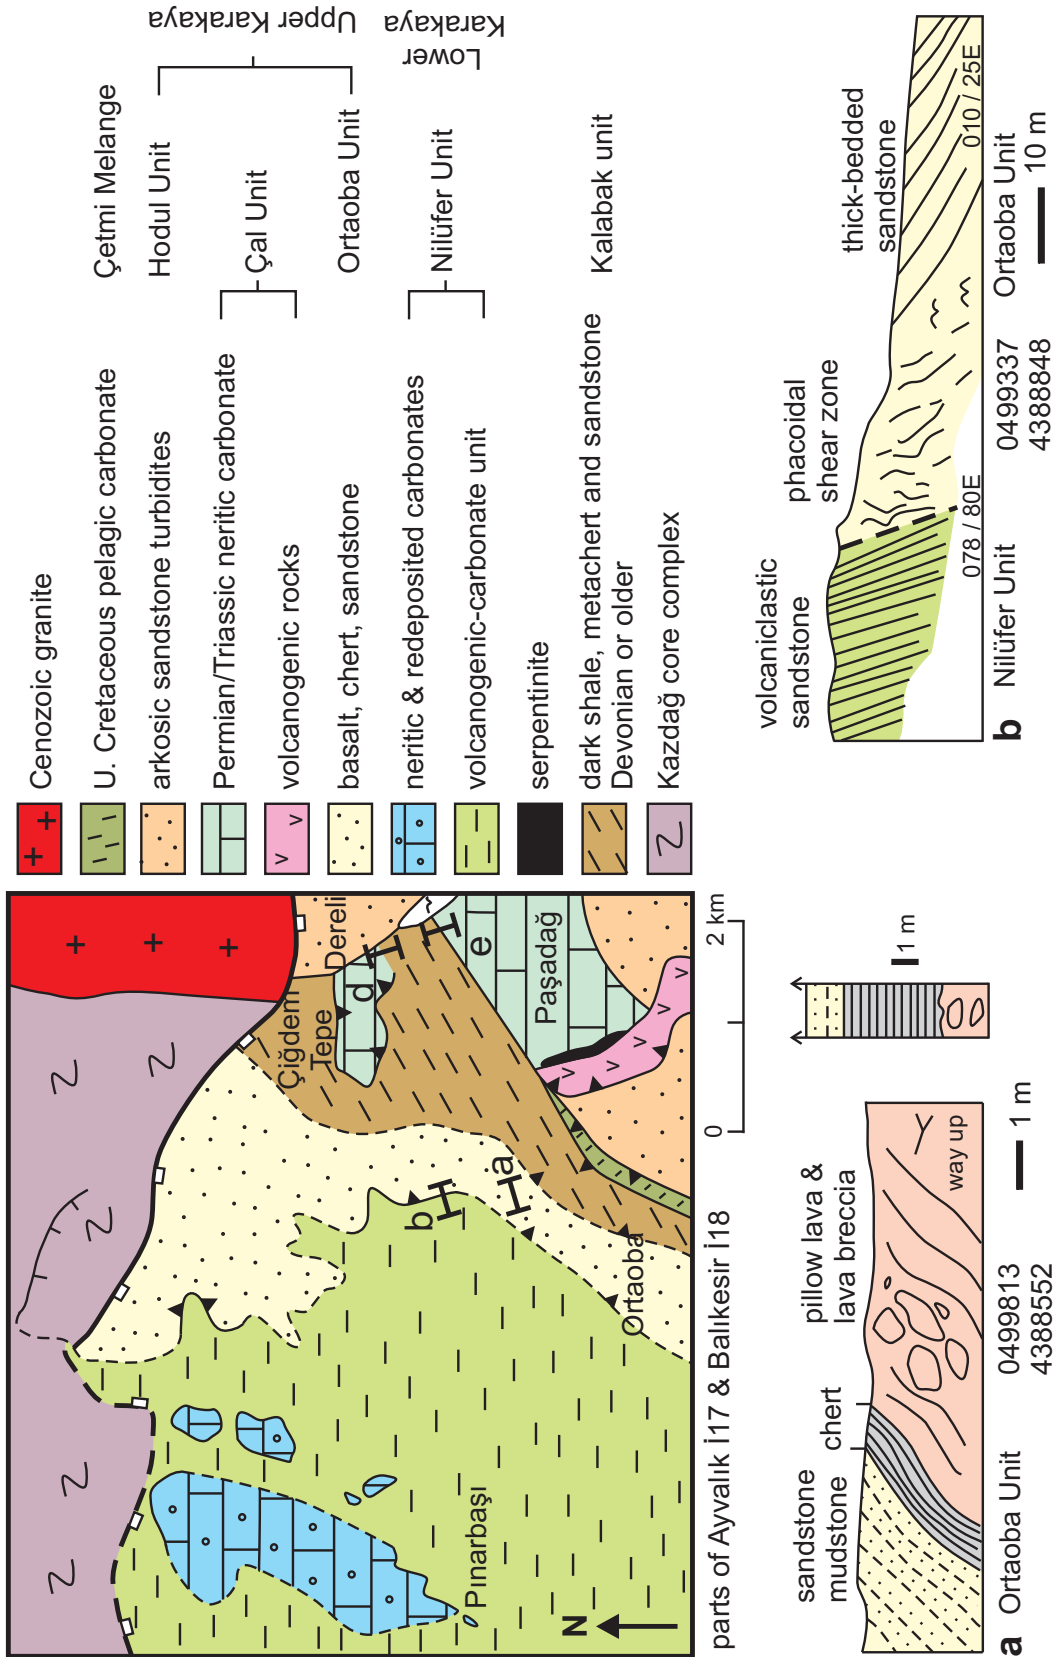 Çiğdem
Tepe
Dereli
d
e
Paşadağ
b
a
Ortaoba
Pınarbaşı
N
0
2 km
parts of Ayvalık İ17 & Balıkesir İ18
Cenozoic granite
U. Cretaceous pelagic carbonate
Çetmi Melange
arkosic sandstone turbidites
Hodul Unit
Permian/Triassic neritic carbonate
volcanogenic rocks
Çal Unit
basalt, chert, sandstone
Ortaoba Unit
Upper Karakaya
neritic & redeposited carbonates
volcanogenic-carbonate unit
Nilüfer Unit
Lower
Karakaya
serpentinite
dark shale, metachert and sandstone
Devonian or older
Kalabak unit
Kazdağ core complex
sandstone
mudstone
chert
pillow lava &
lava breccia
way up
a
Ortaoba Unit
0499813
4388552
1 m
1 m
volcaniclastic
sandstone
phacoidal
shear zone
thick-bedded
sandstone
078 / 80E
010 / 25E
b
Nilüfer Unit
0499337
4388848
Ortaoba Unit
10 m